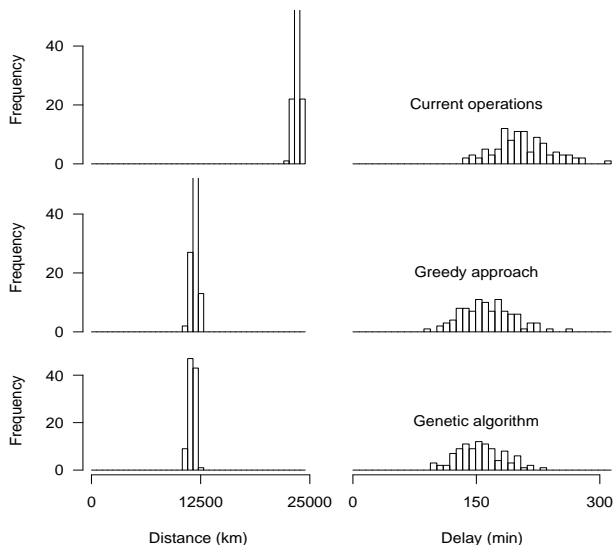 Frequency
40
20
0
Current operations
Frequency
40
20
0
Greedy approach
Frequency
40
20
0
Genetic algorithm
0 12500 25000
0 150 300
Distance (km)
Delay (min)